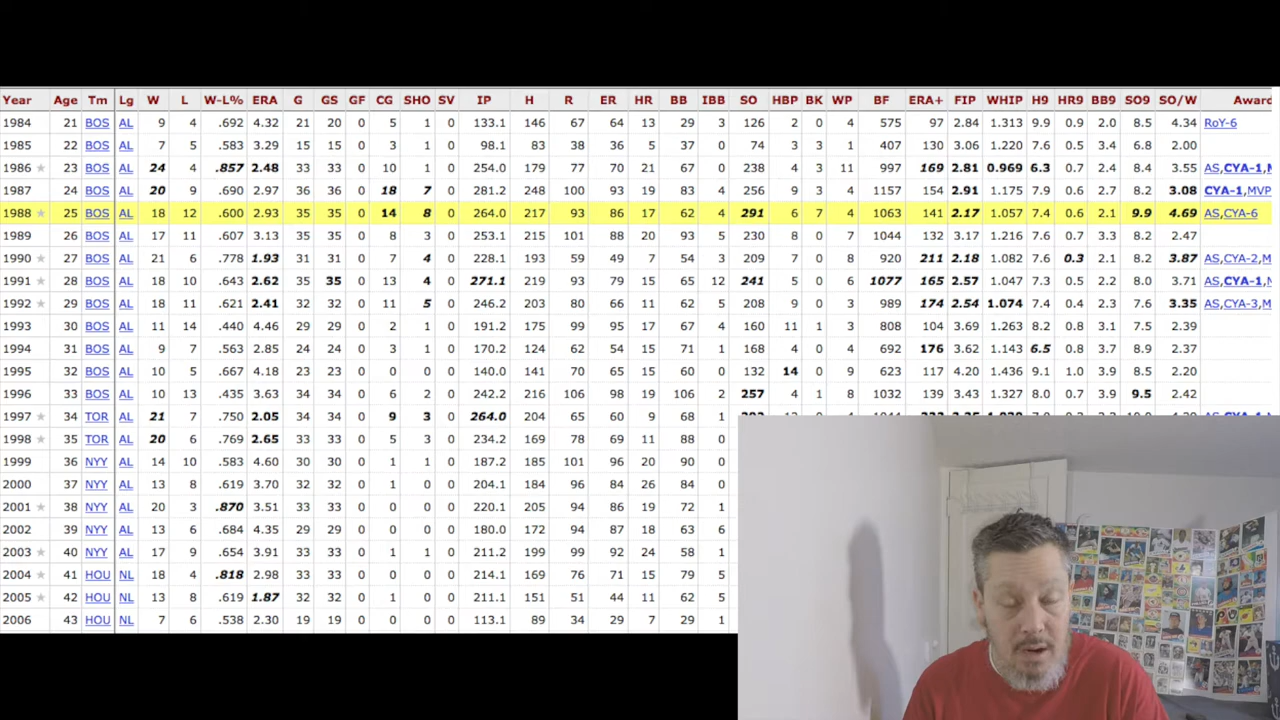 Year Age Tm Lg W L W-L% ERA G GS GF CG SHO SV IP H R ER HR BB IBB SO HBP BK WP BF ERA+ FIP WHIP H9 HR9 BB9 SO9 SO/W Award
1984 21 BOS AL 9 4 .692 4.32 21 20 0 5 1 0 133.1 146 67 64 13 29 3 126 2 0 4 575 97 2.84 1.313 9.9 0.9 2.0 8.5 4.34 RoY-6
1985 22 BOS AL 7 5 .583 3.29 15 15 0 3 1 0 98.1 83 38 36 5 37 0 74 3 3 1 407 130 3.06 1.220 7.6 0.5 3.4 6.8 2.00
1986 ★ 23 BOS AL 24 4 .857 2.48 33 33 0 10 1 0 254.0 179 77 70 21 67 0 238 4 3 11 997 169 2.81 0.969 6.3 0.7 2.4 8.4 3.55 AS,CYA-1,M
1987 24 BOS AL 20 9 .690 2.97 36 36 0 18 7 0 281.2 248 100 93 19 83 4 256 9 3 4 1157 154 2.91 1.175 7.9 0.6 2.7 8.2 3.08 CYA-1,MVP
1988 ★ 25 BOS AL 18 12 .600 2.93 35 35 0 14 8 0 264.0 217 93 86 17 62 4 291 6 7 4 1063 141 2.17 1.057 7.4 0.6 2.1 9.9 4.69 AS,CYA-6
1989 26 BOS AL 17 11 .607 3.13 35 35 0 8 3 0 253.1 215 101 88 20 93 5 230 8 0 7 1044 132 3.17 1.216 7.6 0.7 3.3 8.2 2.47
1990 ★ 27 BOS AL 21 6 .778 1.93 31 31 0 7 4 0 228.1 193 59 49 7 54 3 209 7 0 8 920 211 2.18 1.082 7.6 0.3 2.1 8.2 3.87 AS,CYA-2,M
1991 ★ 28 BOS AL 18 10 .643 2.62 35 35 0 13 4 0 271.1 219 93 79 15 65 12 241 5 0 6 1077 165 2.57 1.047 7.3 0.5 2.2 8.0 3.71 AS,CYA-1,
1992 ★ 29 BOS AL 18 11 .621 2.41 32 32 0 11 5 0 246.2 203 80 66 11 62 5 208 9 0 3 989 174 2.54 1.074 7.4 0.4 2.3 7.6 3.35 AS,CYA-3,M
1993 30 BOS AL 11 14 .440 4.46 29 29 0 2 1 0 191.2 175 99 95 17 67 4 160 11 1 3 808 104 3.69 1.263 8.2 0.8 3.1 7.5 2.39
1994 31 BOS AL 9 7 .563 2.85 24 24 0 3 1 0 170.2 124 62 54 15 71 1 168 4 0 4 692 176 3.62 1.143 6.5 0.8 3.7 8.9 2.37
1995 32 BOS AL 10 5 .667 4.18 23 23 0 0 0 0 140.0 141 70 65 15 60 0 132 14 0 9 623 117 4.20 1.436 9.1 1.0 3.9 8.5 2.20
1996 33 BOS AL 10 13 .435 3.63 34 34 0 6 2 0 242.2 216 106 98 19 106 2 257 4 1 8 1032 139 3.43 1.327 8.0 0.7 3.9 9.5 2.42
1997 ★ 34 TOR AL 21 7 .750 2.05 34 34 0 9 3 0 264.0 204 65 60 9 68 1
1998 ★ 35 TOR AL 20 6 .769 2.65 33 33 0 5 3 0 234.2 169 78 69 11 88 0
1999 36 NYY AL 14 10 .583 4.60 30 30 0 1 1 0 187.2 185 101 96 20 90 0
2000 37 NYY AL 13 8 .619 3.70 32 32 0 1 0 0 204.1 184 96 84 26 84 0
2001 ★ 38 NYY AL 20 3 .870 3.51 33 33 0 0 0 0 220.1 205 94 86 19 72 1
2002 39 NYY AL 13 6 .684 4.35 29 29 0 0 0 0 180.0 172 94 87 18 63 6
2003 ★ 40 NYY AL 17 9 .654 3.91 33 33 0 1 1 0 211.2 199 99 92 24 58 1
2004 ★ 41 HOU NL 18 4 .818 2.98 33 33 0 0 0 0 214.1 169 76 71 15 79 5
2005 ★ 42 HOU NL 13 8 .619 1.87 32 32 0 1 0 0 211.1 151 51 44 11 62 5
2006 43 HOU NL 7 6 .538 2.30 19 19 0 0 0 0 113.1 89 34 29 7 29 1